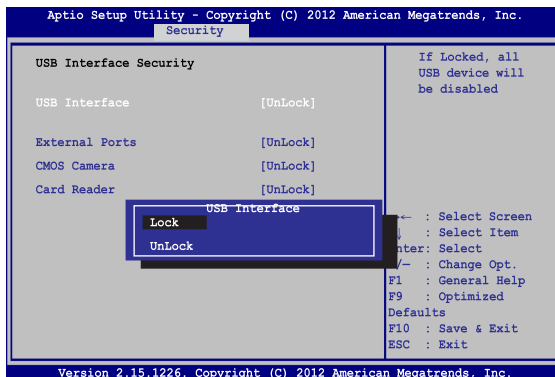 Aptio Setup Utility - Copyright (C) 2012 American Megatrends, Inc.
Security
USB Interface Security
USB Interface [UnLock]
External Ports [UnLock]
CMOS Camera [UnLock]
Card Reader [UnLock]
USB Interface
Lock
UnLock
If Locked, all
USB device will
be disabled
→← : Select Screen
↓ : Select Item
nter: Select
/— : Change Opt.
F1 : General Help
F9 : Optimized
Defaults
F10 : Save & Exit
ESC : Exit
Version 2.15.1226. Copyright (C) 2012 American Megatrends, Inc.